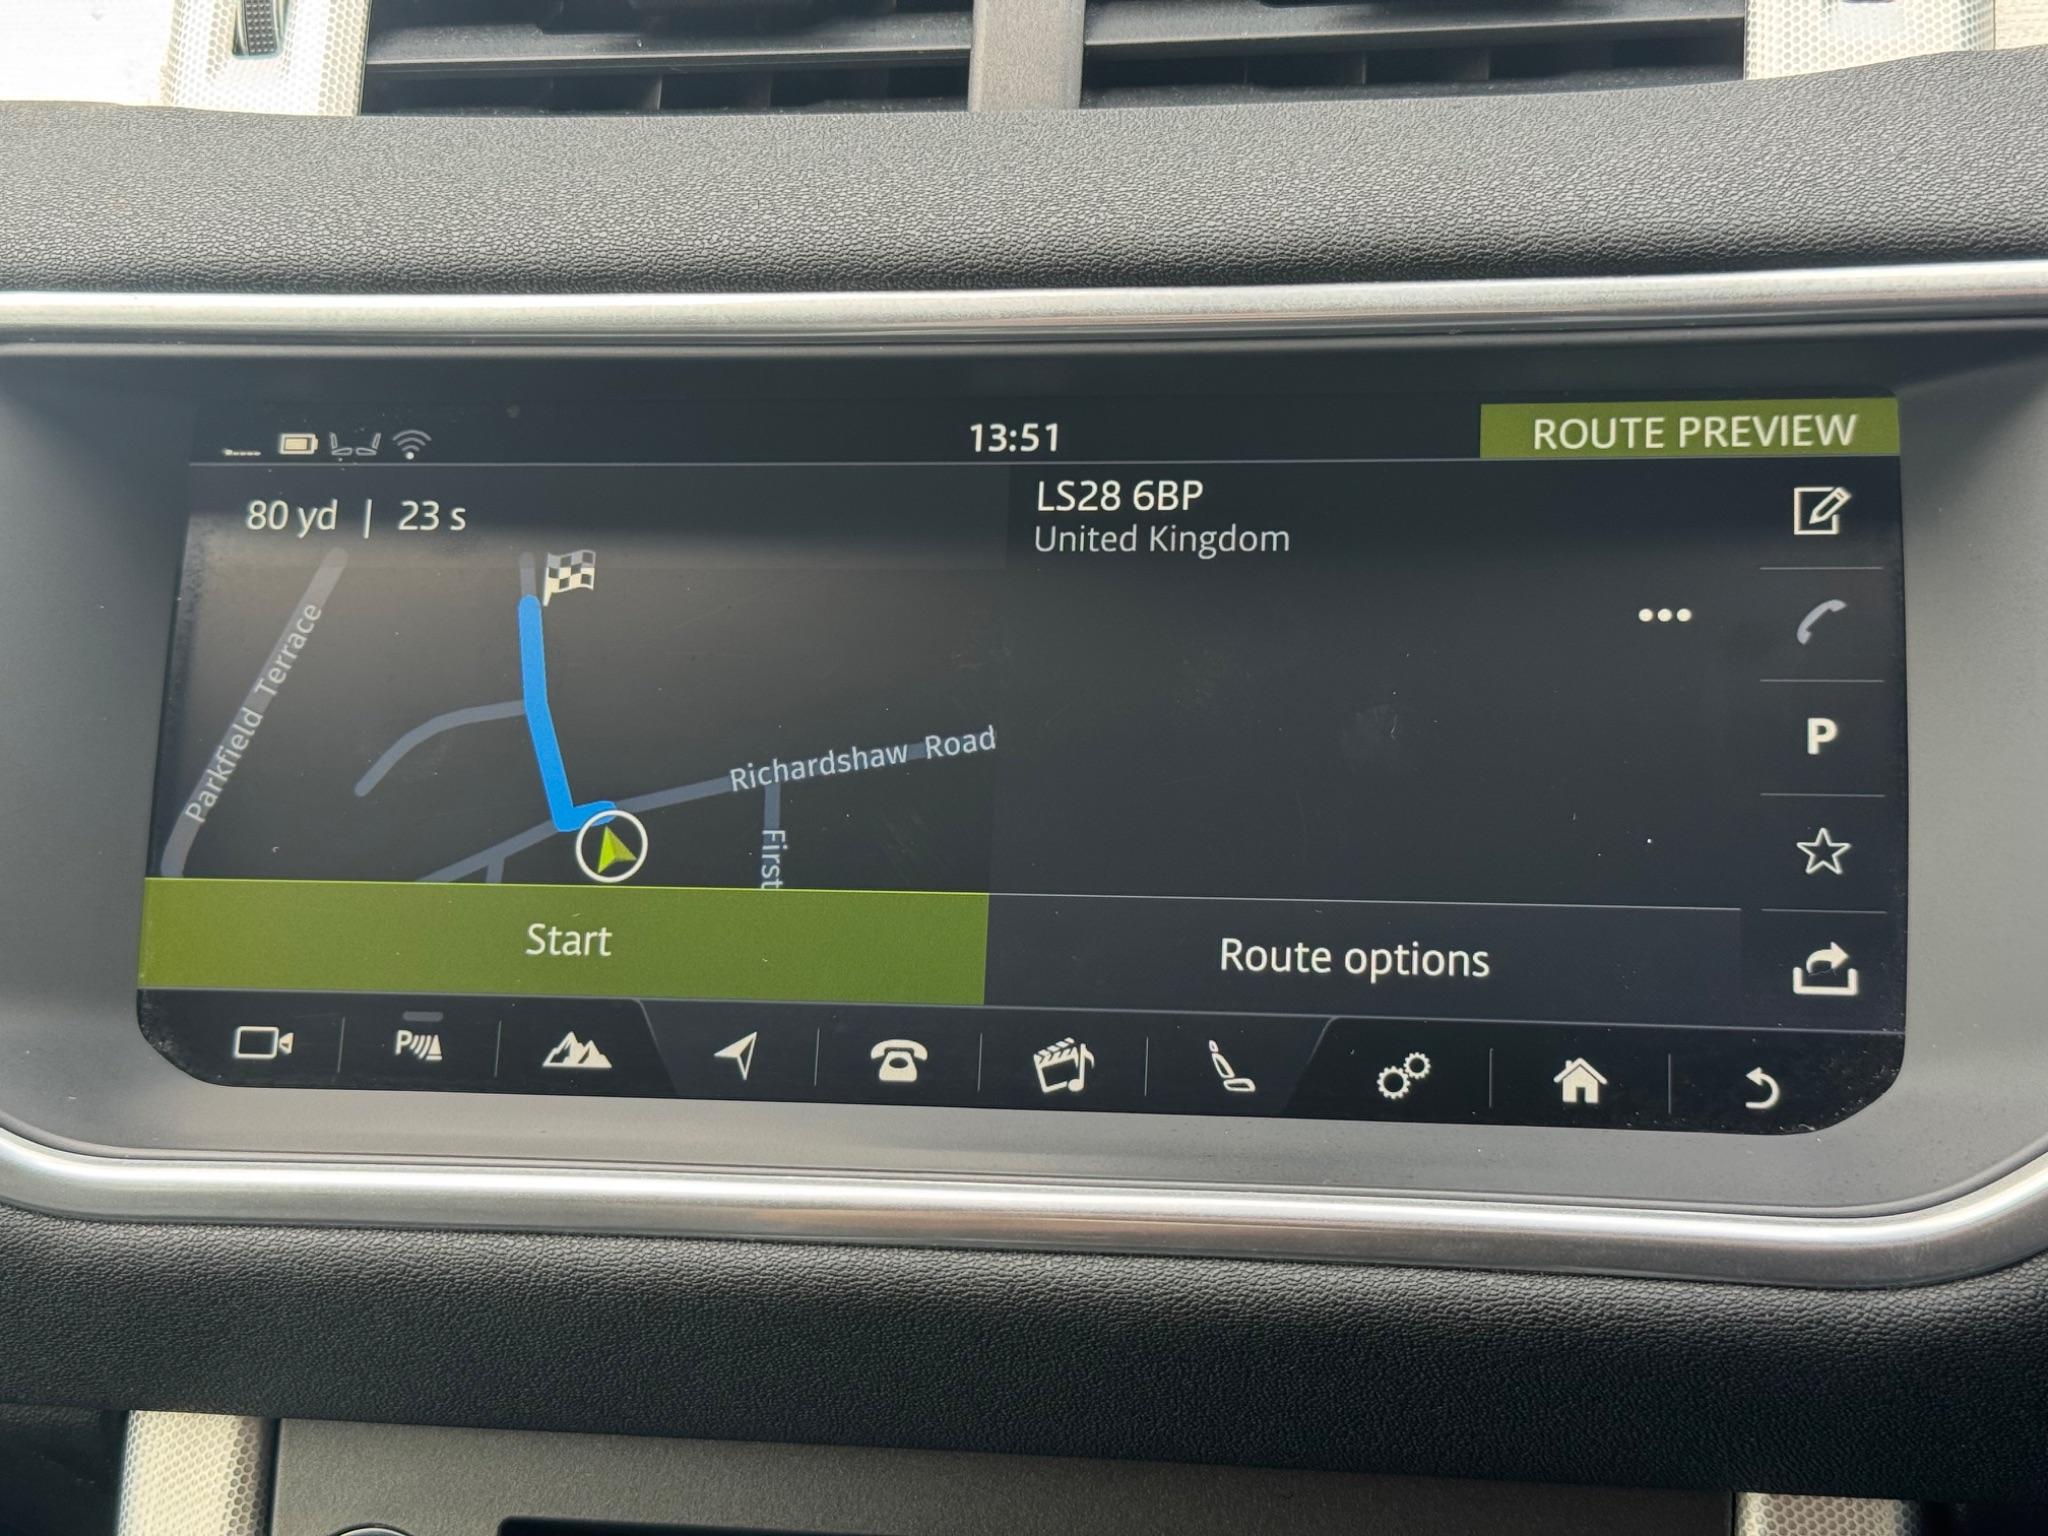 13:51
ROUTE PREVIEW
80 yd | 23 s
LS28 6BP
United Kingdom
Parkfield Terrace
Richardshaw Road
First
P
Start
Route options
P